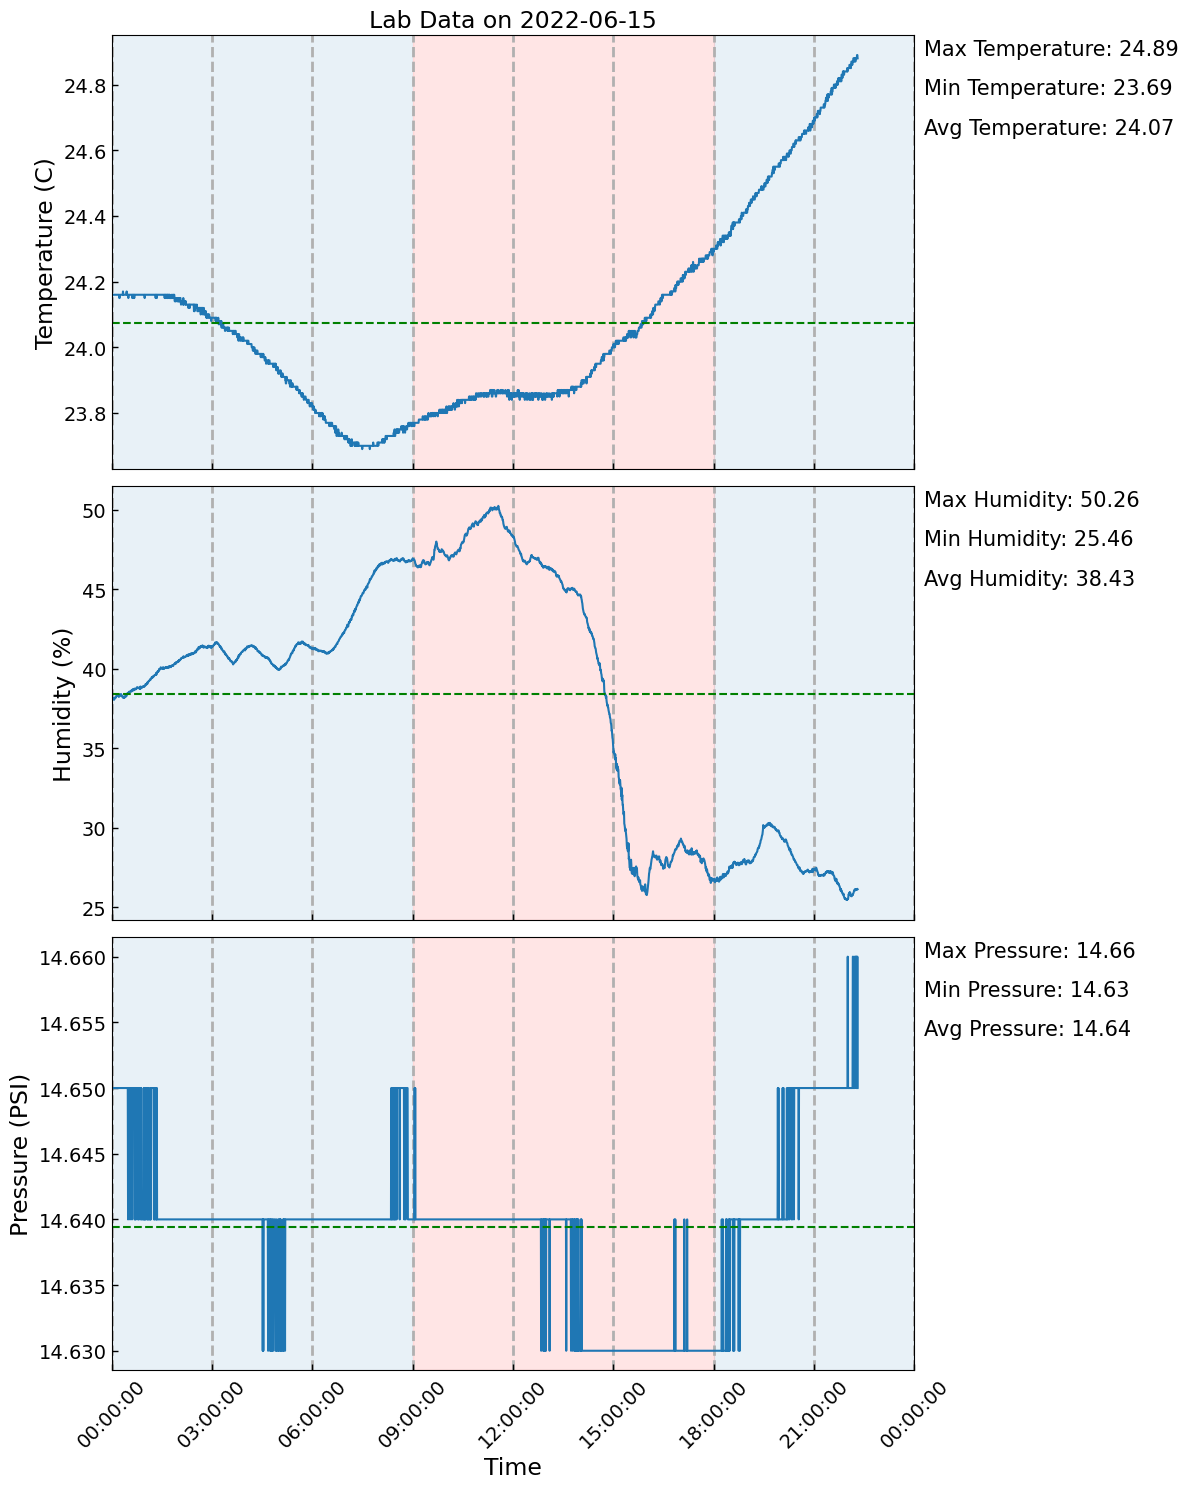 Lab Data on 2022-06-15
Max Temperature: 24.89
Min Temperature: 23.69
Avg Temperature: 24.07
Temperature (C)
24.8
24.6
24.4
24.2
24.0
23.8
Max Humidity: 50.26
Min Humidity: 25.46
Avg Humidity: 38.43
Humidity (%)
50
45
40
35
30
25
Max Pressure: 14.66
Min Pressure: 14.63
Avg Pressure: 14.64
Pressure (PSI)
14.660
14.655
14.650
14.645
14.640
14.635
14.630
00:00:00 03:00:00 06:00:00 09:00:00 12:00:00 15:00:00 18:00:00 21:00:00 00:00:00
Time